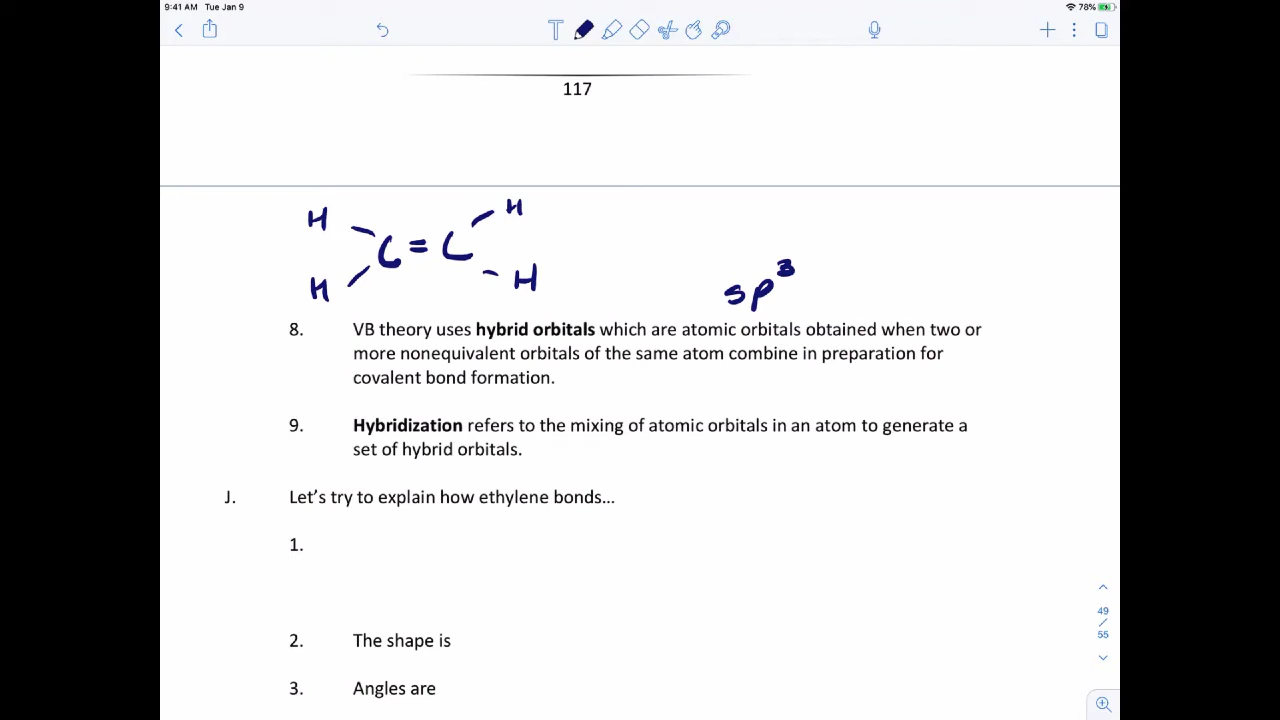 9:41 AM Tue Jan 9
78%
T
117
H H
C = C
H H
sp³
8. VB theory uses hybrid orbitals which are atomic orbitals obtained when two or
more nonequivalent orbitals of the same atom combine in preparation for
covalent bond formation.
9. Hybridization refers to the mixing of atomic orbitals in an atom to generate a
set of hybrid orbitals.
J. Let's try to explain how ethylene bonds...
1.
49
/
55
2. The shape is
3. Angles are